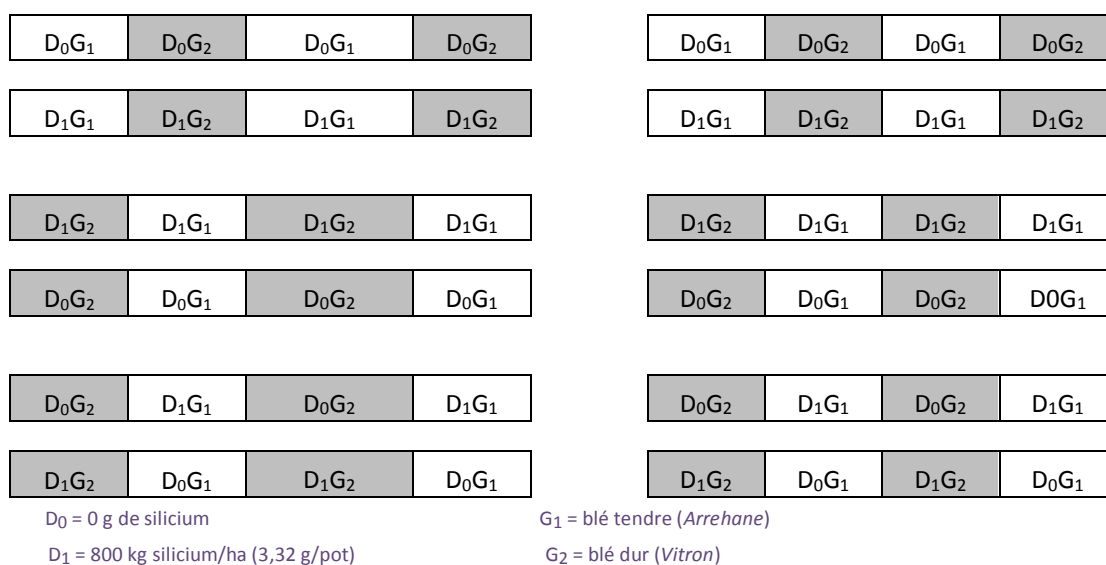 D₀G₁ D₀G₂ D₀G₁ D₀G₂ D₀G₁ D₀G₂ D₀G₁ D₀G₂
D₁G₁ D₁G₂ D₁G₁ D₁G₂ D₁G₁ D₁G₂ D₁G₁ D₁G₂
D₁G₂ D₁G₁ D₁G₂ D₁G₁ D₁G₂ D₁G₁ D₁G₂ D₁G₁
D₀G₂ D₀G₁ D₀G₂ D₀G₁ D₀G₂ D₀G₁ D₀G₂ D0G₁
D₀G₂ D₁G₁ D₀G₂ D₁G₁ D₀G₂ D₁G₁ D₀G₂ D₁G₁
D₁G₂ D₀G₁ D₁G₂ D₀G₁ D₁G₂ D₀G₁ D₁G₂ D₀G₁
D₀ = 0 g de silicium G₁ = blé tendre (Arrehane)
D₁ = 800 kg silicium/ha (3,32 g/pot) G₂ = blé dur (Vitron)